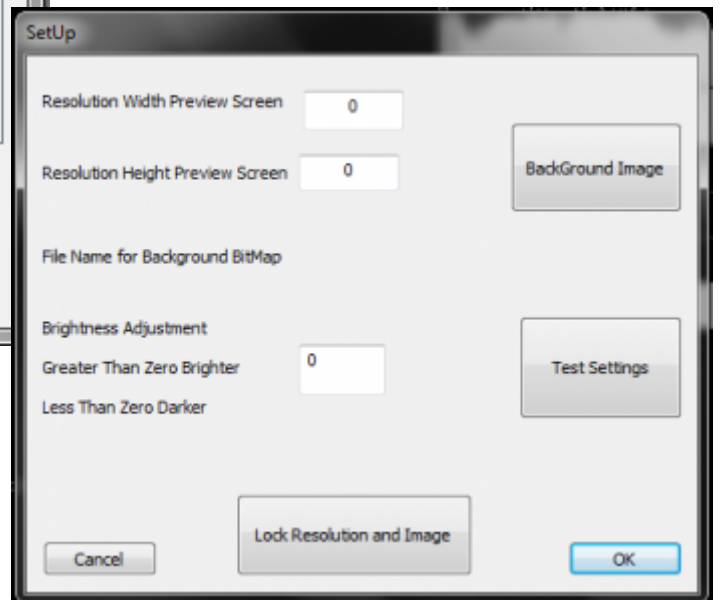 SetUp
Resolution Width Preview Screen 0
Resolution Height Preview Screen 0
BackGround Image
File Name for Background BitMap
Brightness Adjustment
Greater Than Zero Brighter 0
Less Than Zero Darker
Test Settings
Lock Resolution and Image
Cancel
OK